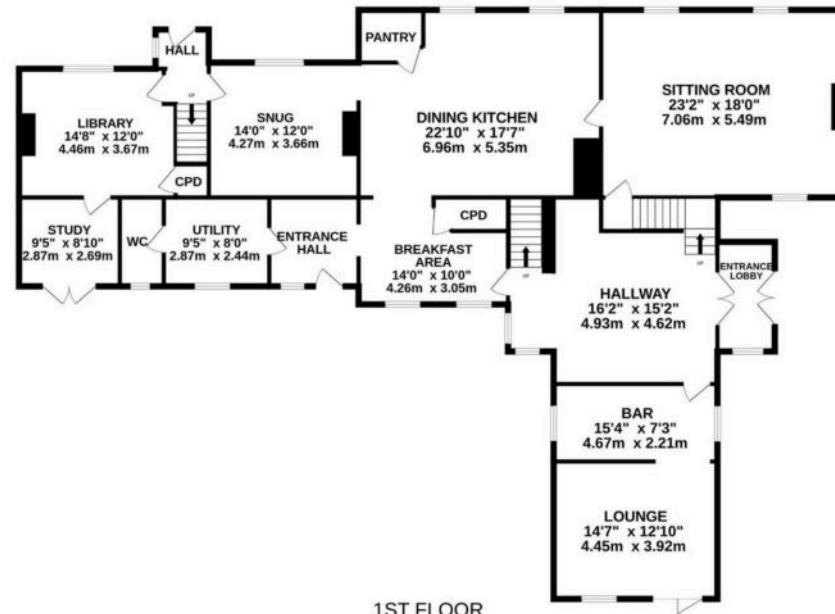 PANTRY
HALL
UP
LIBRARY
14'8" x 12'0"
4.46m x 3.67m
SNUG
14'0" x 12'0"
4.27m x 3.66m
DINING KITCHEN
22'10" x 17'7"
6.96m x 5.35m
SITTING ROOM
23'2" x 18'0"
7.06m x 5.49m
CPD
STUDY
9'5" x 8'10"
2.87m x 2.69m
WC
UTILITY
9'5" x 8'0"
2.87m x 2.44m
ENTRANCE
HALL
CPD
BREAKFAST
AREA
14'0" x 10'0"
4.26m x 3.05m
UP
HALLWAY
16'2" x 15'2"
4.93m x 4.62m
UP
ENTRANCE
LOBBY
BAR
15'4" x 7'3"
4.67m x 2.21m
LOUNGE
14'7" x 12'10"
4.45m x 3.92m
1ST FLOOR